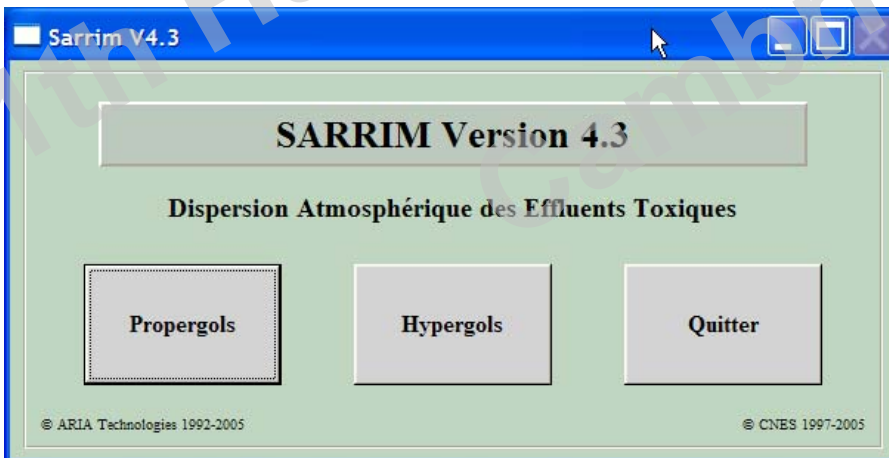 Sarrim V4.3
SARRIM Version 4.3
Dispersion Atmosphérique des Effluents Toxiques
Propergols Hypergols Quitter
© ARIA Technologies 1992-2005 © CNES 1997-2005